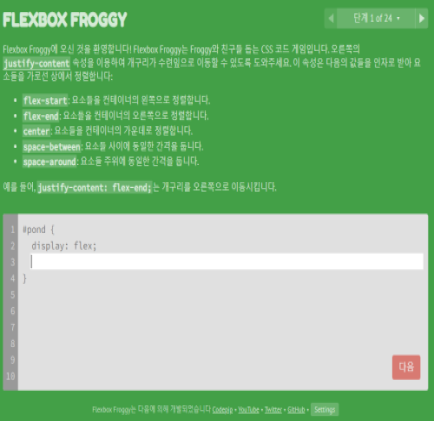 FLEXBOX FROGGY
단계 1 of 24
Flexbox Froggy에 오신 것을 환영합니다! Flexbox Froggy는 Froggy와 친구들 돕는 CSS 코드 게임입니다. 오른쪽의
justify-content 속성을 이용하여 개구리가 수련잎으로 이동할 수 있도록 도와주세요. 이 속성은 다음의 값들을 인자로 받아 요
소들을 가로선 상에서 정렬합니다:
• flex-start: 요소들을 컨테이너의 왼쪽으로 정렬합니다.
• flex-end: 요소들을 컨테이너의 오른쪽으로 정렬합니다.
• center: 요소들을 컨테이너의 가운데로 정렬합니다.
• space-between: 요소들 사이에 동일한 간격을 둡니다.
• space-around: 요소들 주위에 동일한 간격을 둡니다.
예를 들어, justify-content: flex-end;는 개구리를 오른쪽으로 이동시킵니다.
1 #pond {
2 display: flex;
3
4 }
5
6
7
8
9
10
다음
Flexbox Froggy는 다음에 의해 개발되었습니다 Codepip • YouTube • Twitter • GitHub • Settings